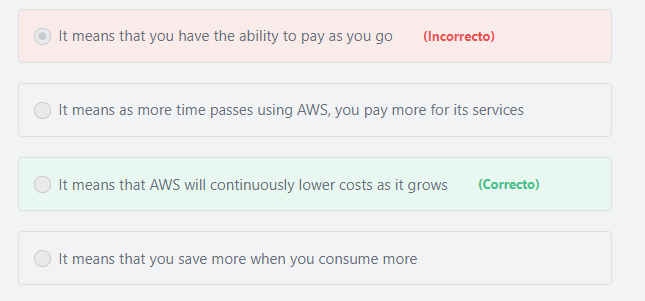 It means that you have the ability to pay as you go (Incorrecto)
It means as more time passes using AWS, you pay more for its services
It means that AWS will continuously lower costs as it grows (Correcto)
It means that you save more when you consume more